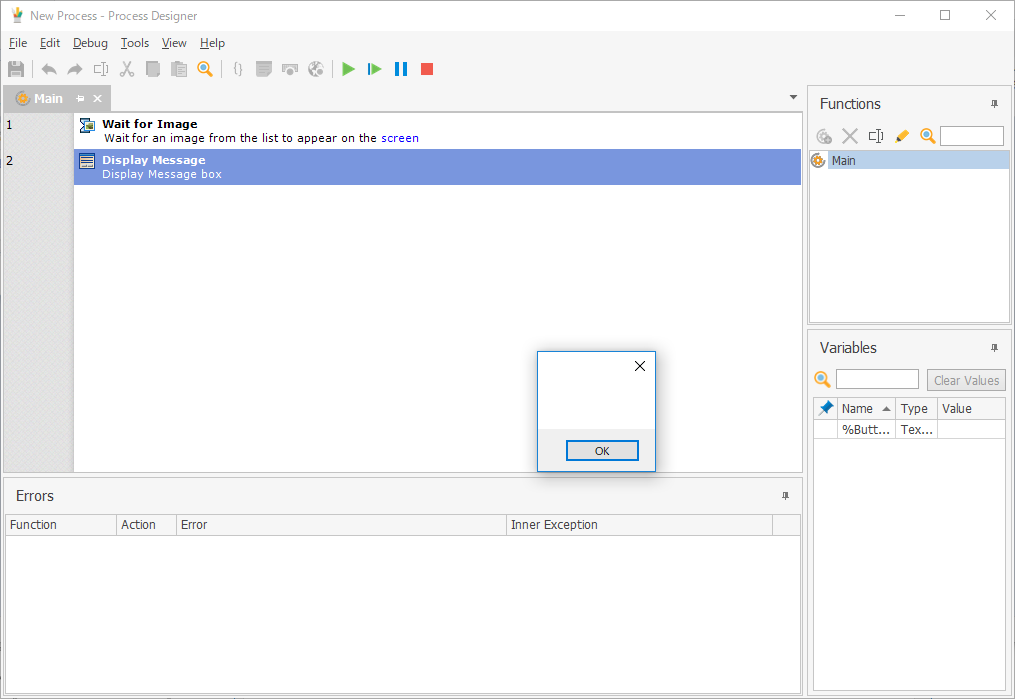 New Process - Process Designer
File Edit Debug Tools View Help
Main
1 Wait for Image
Wait for an image from the list to appear on the screen
2 Display Message
Display Message box
OK
Errors
Function Action Error Inner Exception
Functions
Main
Variables
Clear Values
Name Type Value
%Butt... Tex...